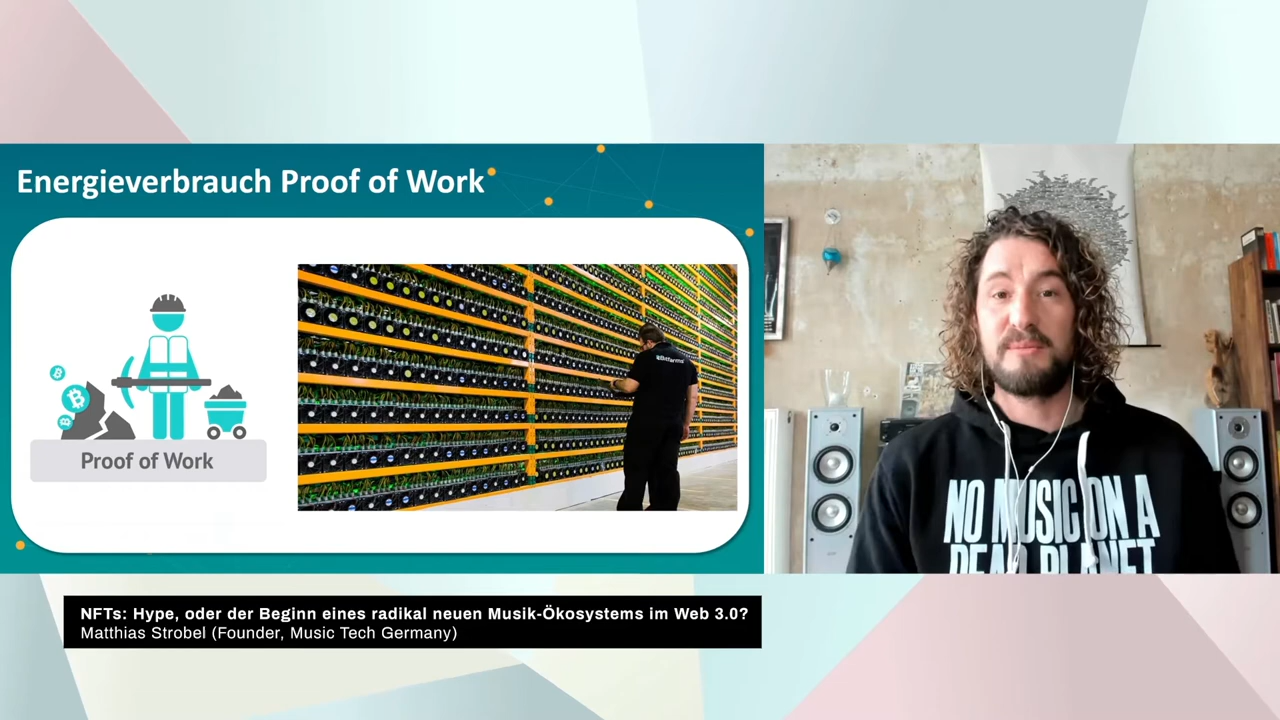 Energieverbrauch Proof of Work
Proof of Work
Bitfarms
NO MUSIC ON A
DEAD PLANET
NFTs: Hype, oder der Beginn eines radikal neuen Musik-Ökosystems im Web 3.0?
Matthias Strobel (Founder, Music Tech Germany)